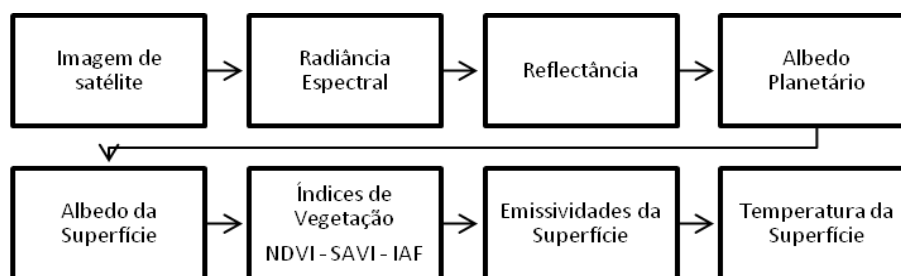 Imagem de
satélite
Radiância
Espectral
Reflectância
Albedo
Planetário
Albedo da
Superfície
Índices de
Vegetação
NDVI - SAVI - IAF
Emissividades da
Superfície
Temperatura da
Superfície